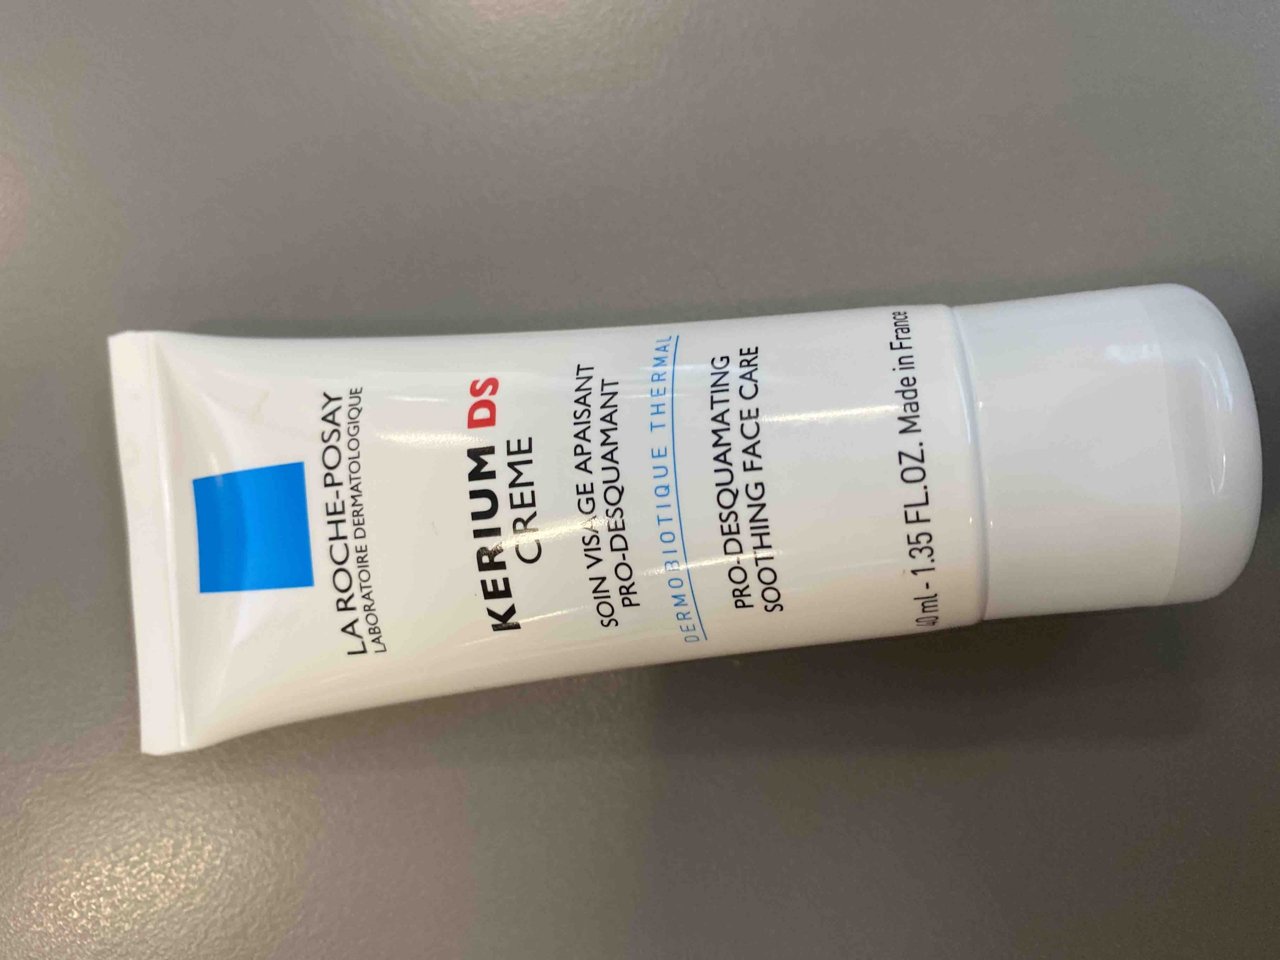 LA ROCHE-POSAY
LABORATOIRE DERMATOLOGIQUE
KERIUM DS
CREME
SOIN VISAGE APAISANT
PRO-DESQUAMANT
DERMOBIOTIQUE THERMAL
PRO-DESQUAMATING
SOOTHING FACE CARE
40 ml - 1.35 FL.OZ. Made in France